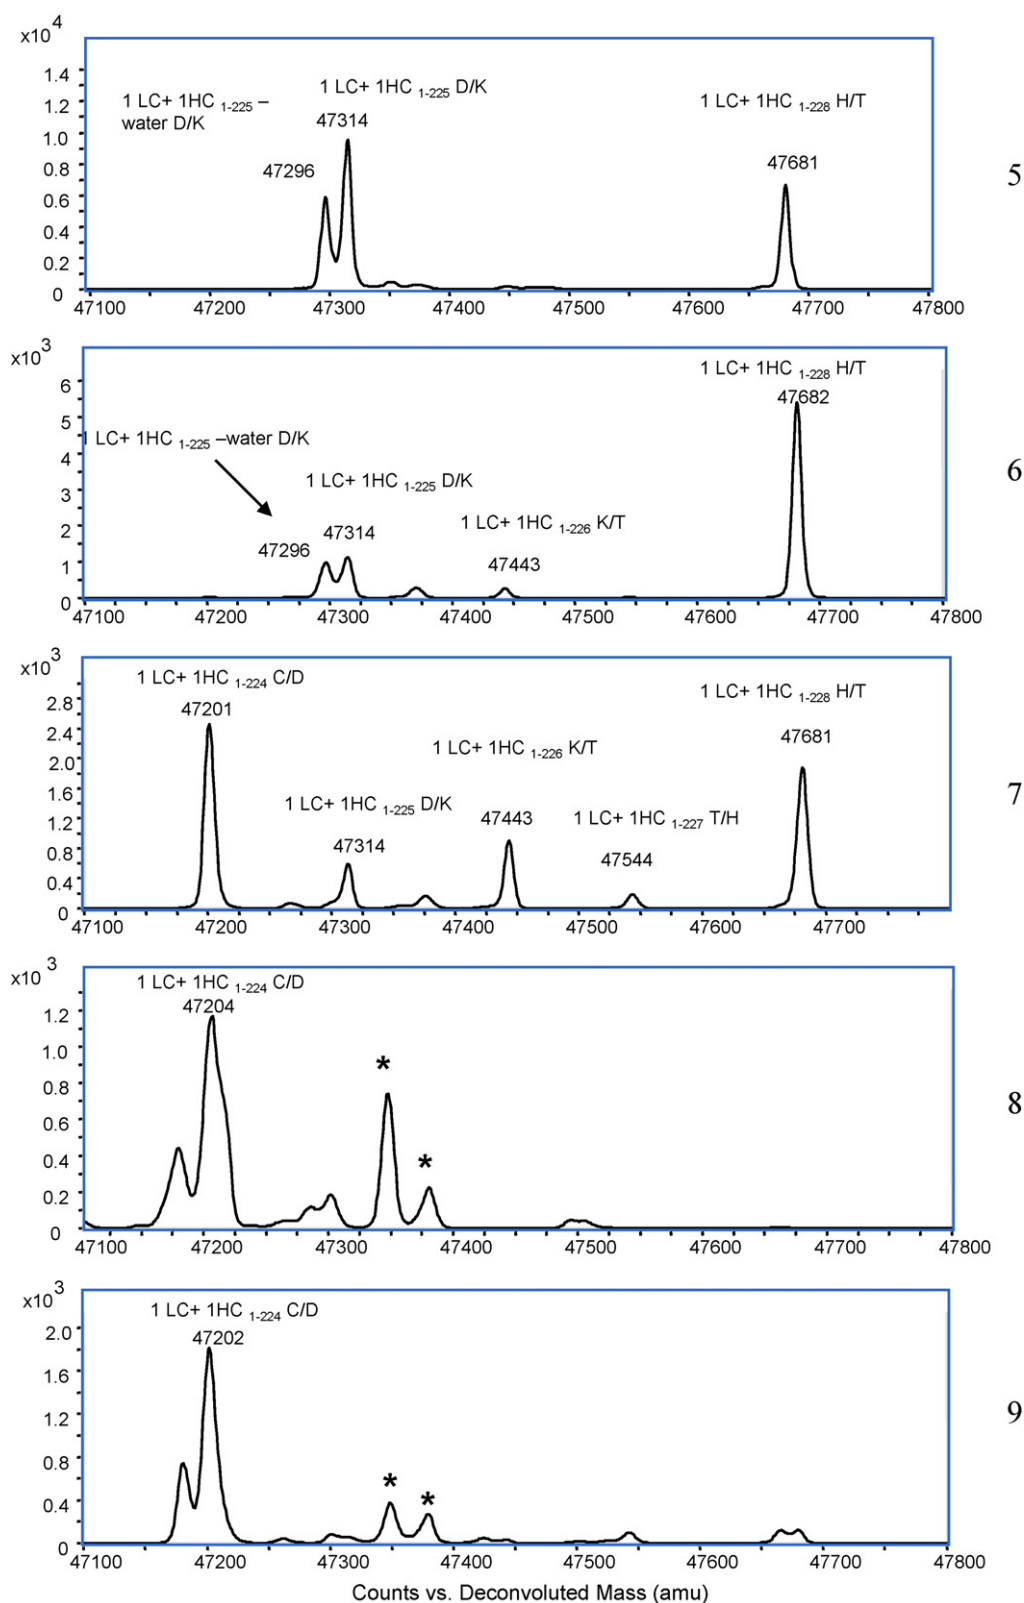 x10 4
1 LC+ 1HC 1-225 D/K
1 LC+ 1HC 1-225 –
water D/K
1 LC+ 1HC 1-228 H/T
47314
47296
47681
1.4
1.2
1.0
0.8
0.6
0.4
0.2
0
47100 47200 47300 47400 47500 47600 47700 47800
5
x10 3
1 LC+ 1HC 1-228 H/T
47682
1 LC+ 1HC 1-225 –water D/K
1 LC+ 1HC 1-225 D/K
1 LC+ 1HC 1-226 K/T
47296
47314
47443
6
5
4
3
2
1
0
47100 47200 47300 47400 47500 47600 47700 47800
6
x10 3
1 LC+ 1HC 1-224 C/D
47201
1 LC+ 1HC 1-228 H/T
47681
1 LC+ 1HC 1-226 K/T
47443
1 LC+ 1HC 1-225 D/K
47314
1 LC+ 1HC 1-227 T/H
47544
2.8
2.4
2.0
1.6
1.2
0.8
0.4
0
47100 47200 47300 47400 47500 47600 47700
7
x10 3
1 LC+ 1HC 1-224 C/D
47204
*
*
1.2
1.0
0.8
0.6
0.4
0.2
0
47100 47200 47300 47400 47500 47600 47700 47800
8
x10 3
1 LC+ 1HC 1-224 C/D
47202
*
*
2.0
1.6
1.2
0.8
0.4
0
47100 47200 47300 47400 47500 47600 47700 47800
9
Counts vs. Deconvoluted Mass (amu)